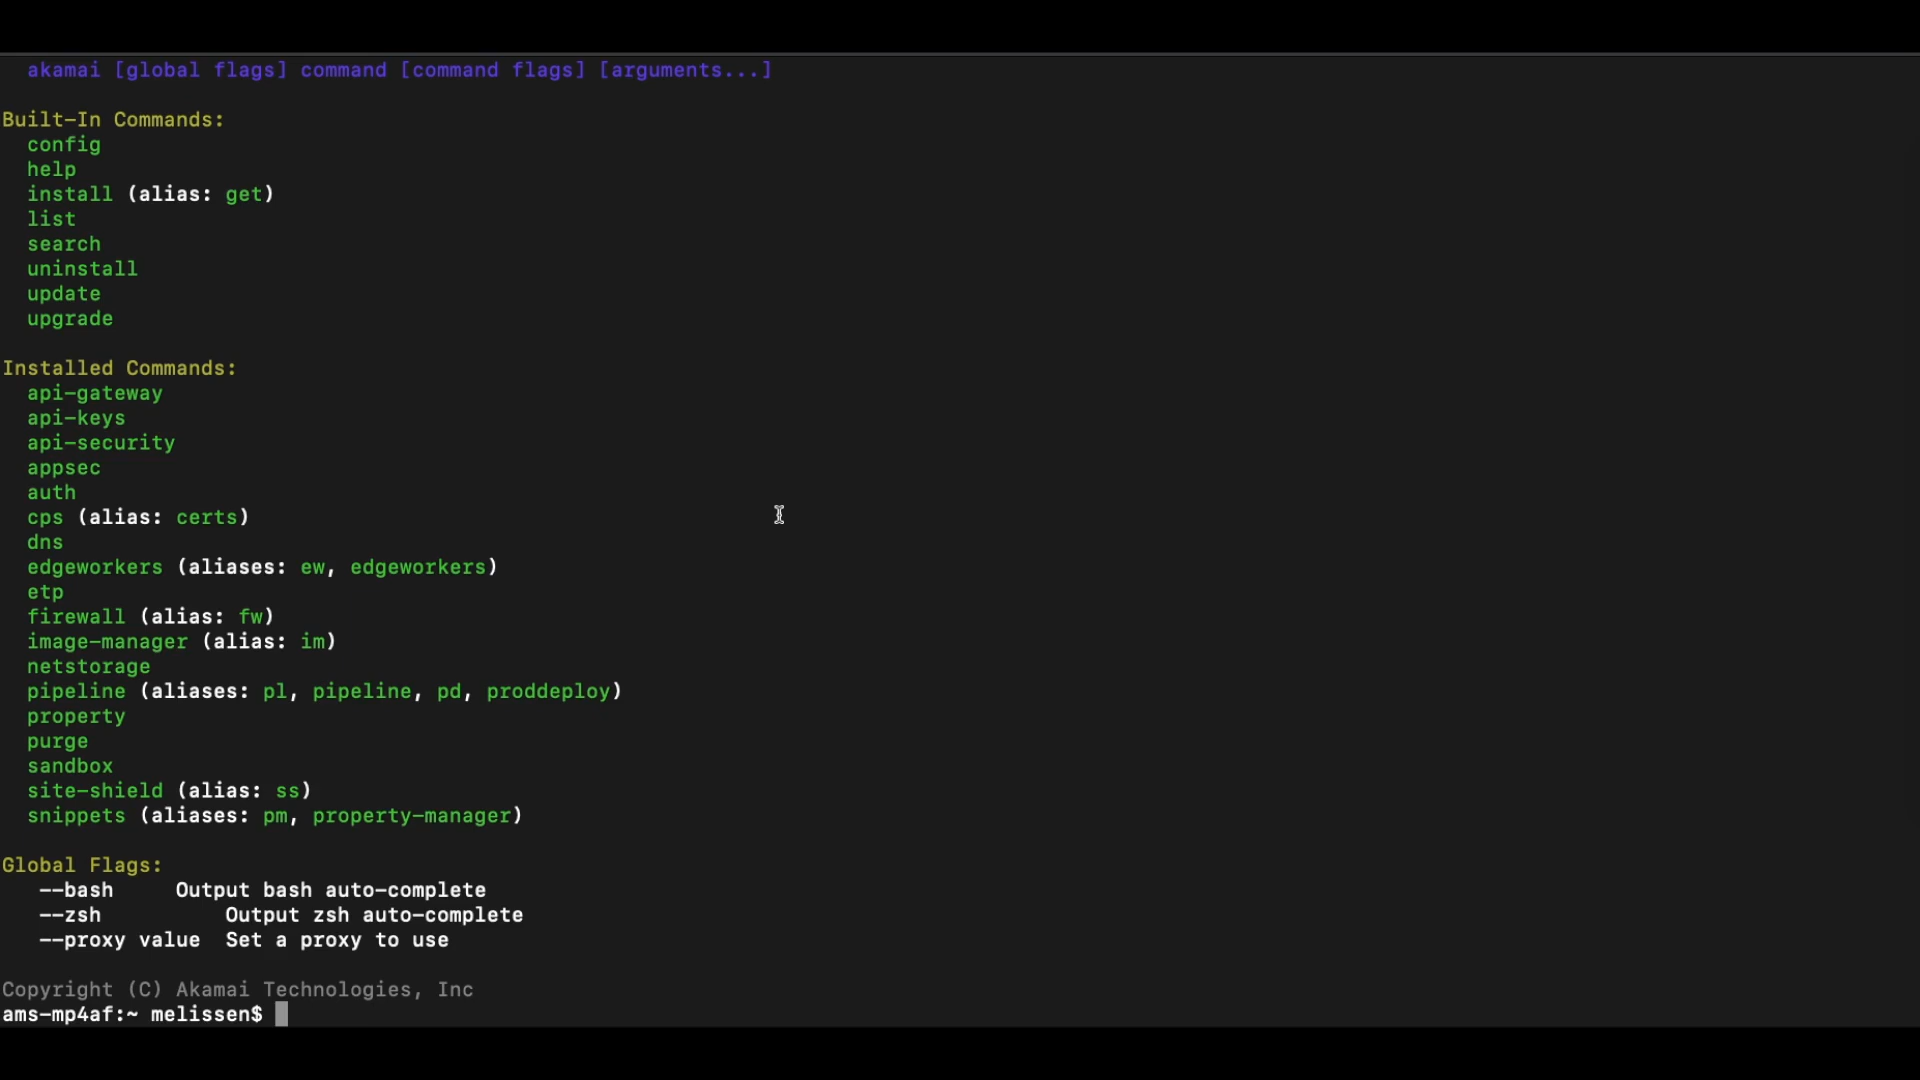 akamai [global flags] command [command flags] [arguments...]
Built-In Commands:
config
help
install (alias: get)
list
search
uninstall
update
upgrade
Installed Commands:
api-gateway
api-keys
api-security
appsec
auth
cps (alias: certs)
dns
edgeworkers (aliases: ew, edgeworkers)
etp
firewall (alias: fw)
image-manager (alias: im)
netstorage
pipeline (aliases: pl, pipeline, pd, proddeploy)
property
purge
sandbox
site-shield (alias: ss)
snippets (aliases: pm, property-manager)
Global Flags:
--bash Output bash auto-complete
--zsh Output zsh auto-complete
--proxy value Set a proxy to use
Copyright (C) Akamai Technologies, Inc
ams-mp4af:~ melissen$